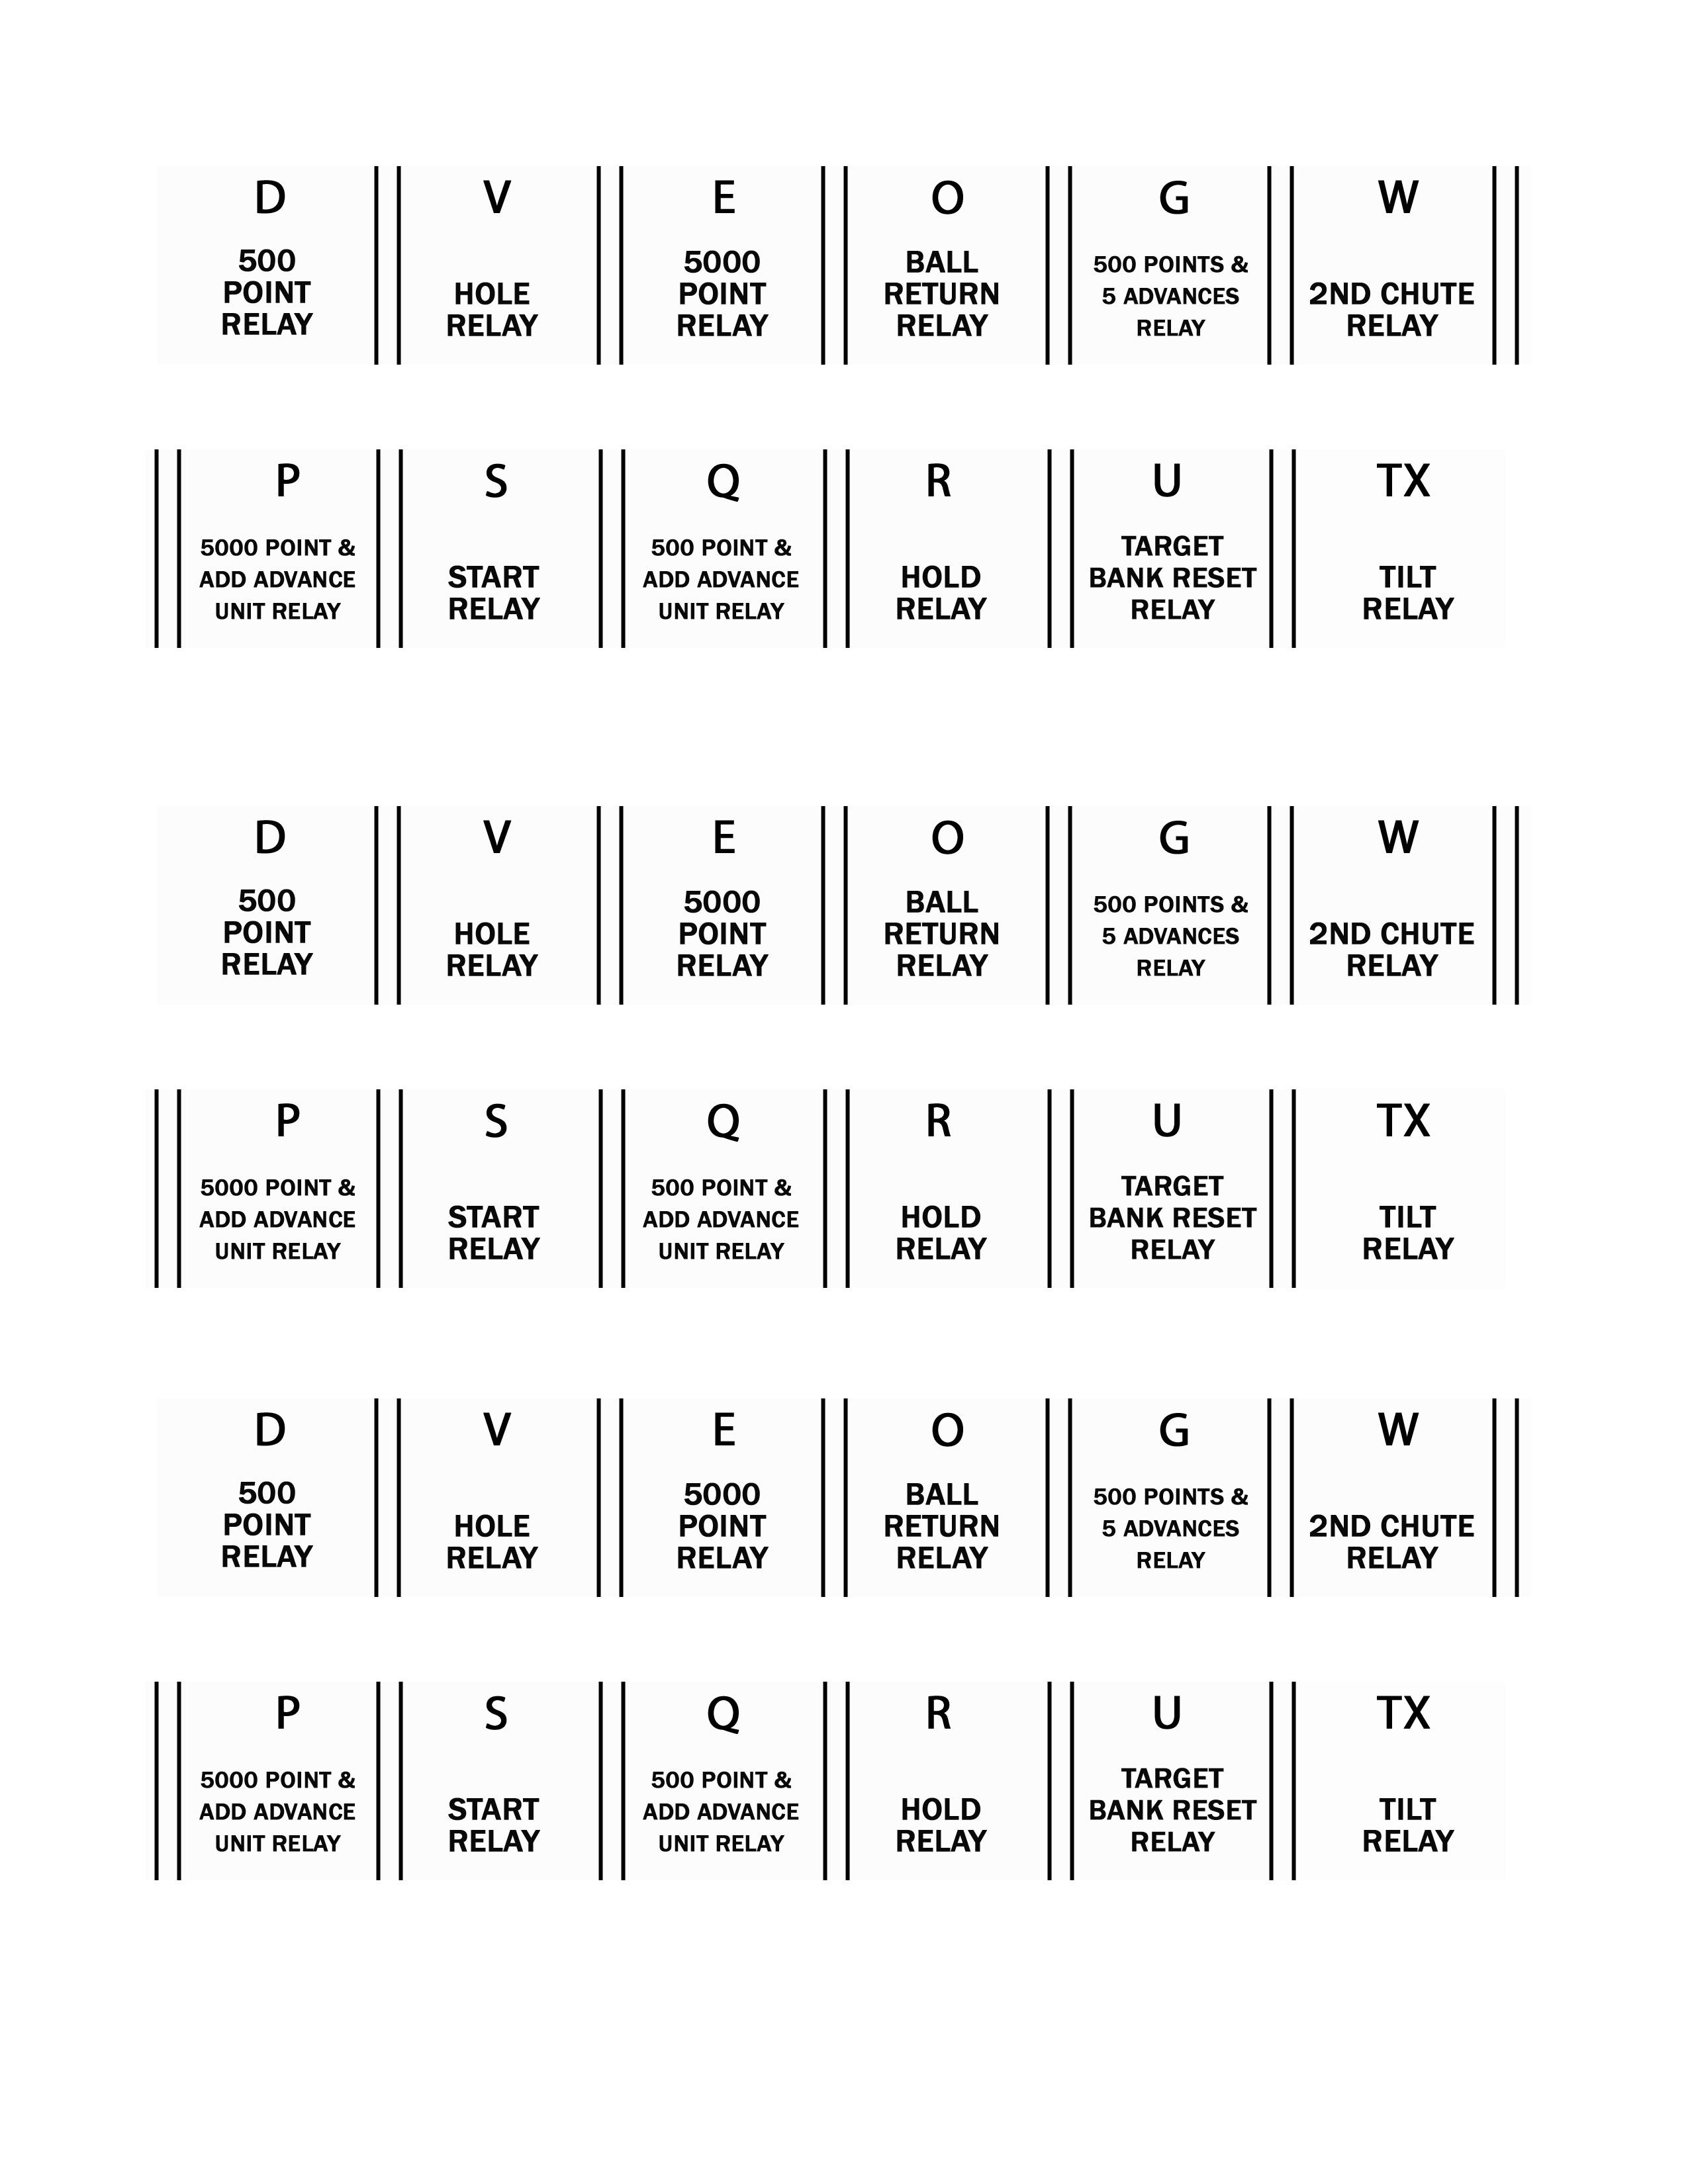 D V E O G W
500 POINT RELAY
HOLE RELAY
5000 POINT RELAY
BALL RETURN RELAY
500 POINTS & 5 ADVANCES RELAY
2ND CHUTE RELAY
P S Q R U TX
5000 POINT & ADD ADVANCE UNIT RELAY
START RELAY
500 POINT & ADD ADVANCE UNIT RELAY
HOLD RELAY
TARGET BANK RESET RELAY
TILT RELAY
D V E O G W
500 POINT RELAY
HOLE RELAY
5000 POINT RELAY
BALL RETURN RELAY
500 POINTS & 5 ADVANCES RELAY
2ND CHUTE RELAY
P S Q R U TX
5000 POINT & ADD ADVANCE UNIT RELAY
START RELAY
500 POINT & ADD ADVANCE UNIT RELAY
HOLD RELAY
TARGET BANK RESET RELAY
TILT RELAY
D V E O G W
500 POINT RELAY
HOLE RELAY
5000 POINT RELAY
BALL RETURN RELAY
500 POINTS & 5 ADVANCES RELAY
2ND CHUTE RELAY
P S Q R U TX
5000 POINT & ADD ADVANCE UNIT RELAY
START RELAY
500 POINT & ADD ADVANCE UNIT RELAY
HOLD RELAY
TARGET BANK RESET RELAY
TILT RELAY